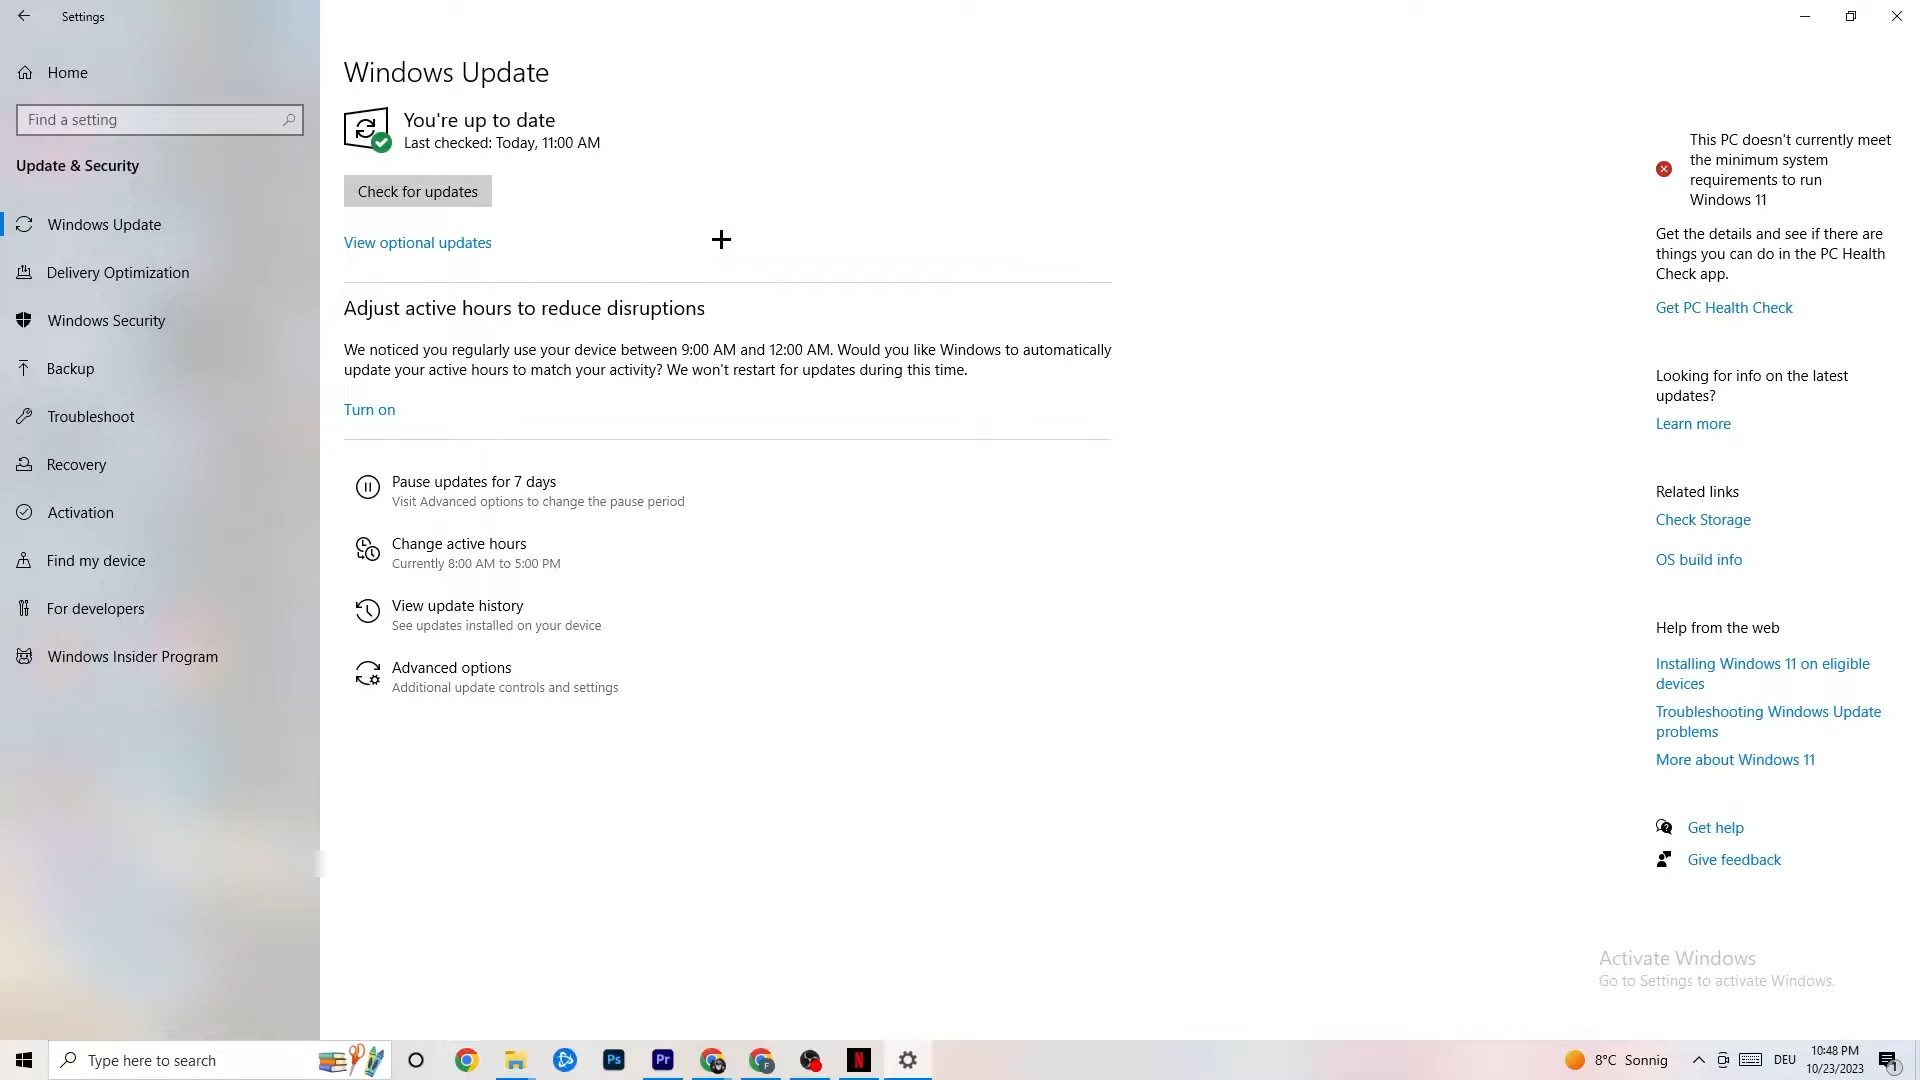 Settings
Home
Find a setting
Update & Security
Windows Update
Delivery Optimization
Windows Security
Backup
Troubleshoot
Recovery
Activation
Find my device
For developers
Windows Insider Program
Windows Update
You're up to date
Last checked: Today, 11:00 AM
Check for updates
View optional updates
Adjust active hours to reduce disruptions
We noticed you regularly use your device between 9:00 AM and 12:00 AM. Would you like Windows to automatically
update your active hours to match your activity? We won't restart for updates during this time.
Turn on
Pause updates for 7 days
Visit Advanced options to change the pause period
Change active hours
Currently 8:00 AM to 5:00 PM
View update history
See updates installed on your device
Advanced options
Additional update controls and settings
This PC doesn't currently meet
the minimum system
requirements to run
Windows 11
Get the details and see if there are
things you can do in the PC Health
Check app.
Get PC Health Check
Looking for info on the latest
updates?
Learn more
Related links
Check Storage
OS build info
Help from the web
Installing Windows 11 on eligible
devices
Troubleshooting Windows Update
problems
More about Windows 11
Get help
Give feedback
Activate Windows
Go to Settings to activate Windows.
Type here to search
Ps
Pr
F
N
8°C Sonnig
DEU
10:48 PM
10/23/2023
1